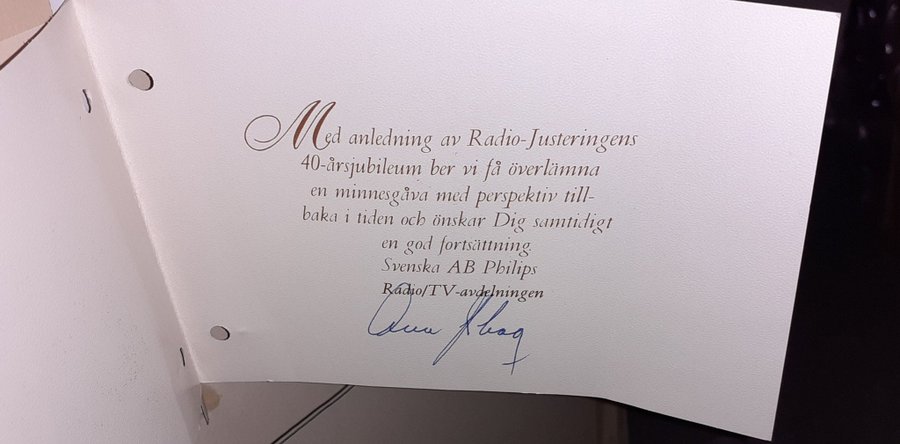 Med anledning av Radio-Justeringens
40-årsjubileum ber vi få överlämna
en minnesgåva med perspektiv till-
baka i tiden och önskar Dig samtidigt
en god fortsättning.
Svenska AB Philips
Radio/TV-avdelningen